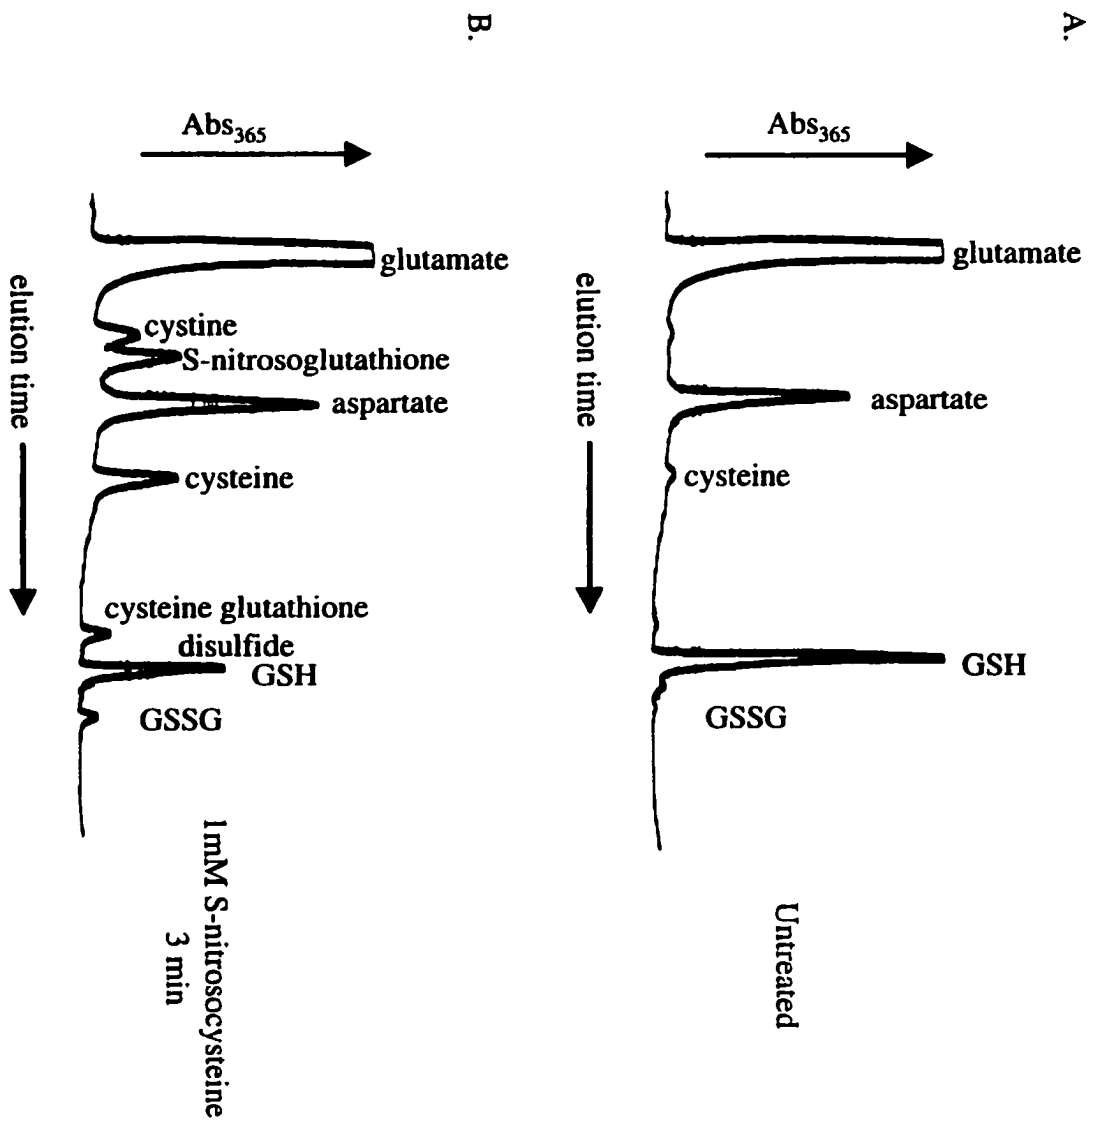 A.
Abs365
glutamate
aspartate
cysteine
GSH
GSSG
elution time
Untreated
B.
Abs365
glutamate
cystine
S-nitrosoglutathione
aspartate
cysteine
cysteine glutathione
disulfide
GSH
GSSG
elution time
1mM S-nitrosocysteine
3 min